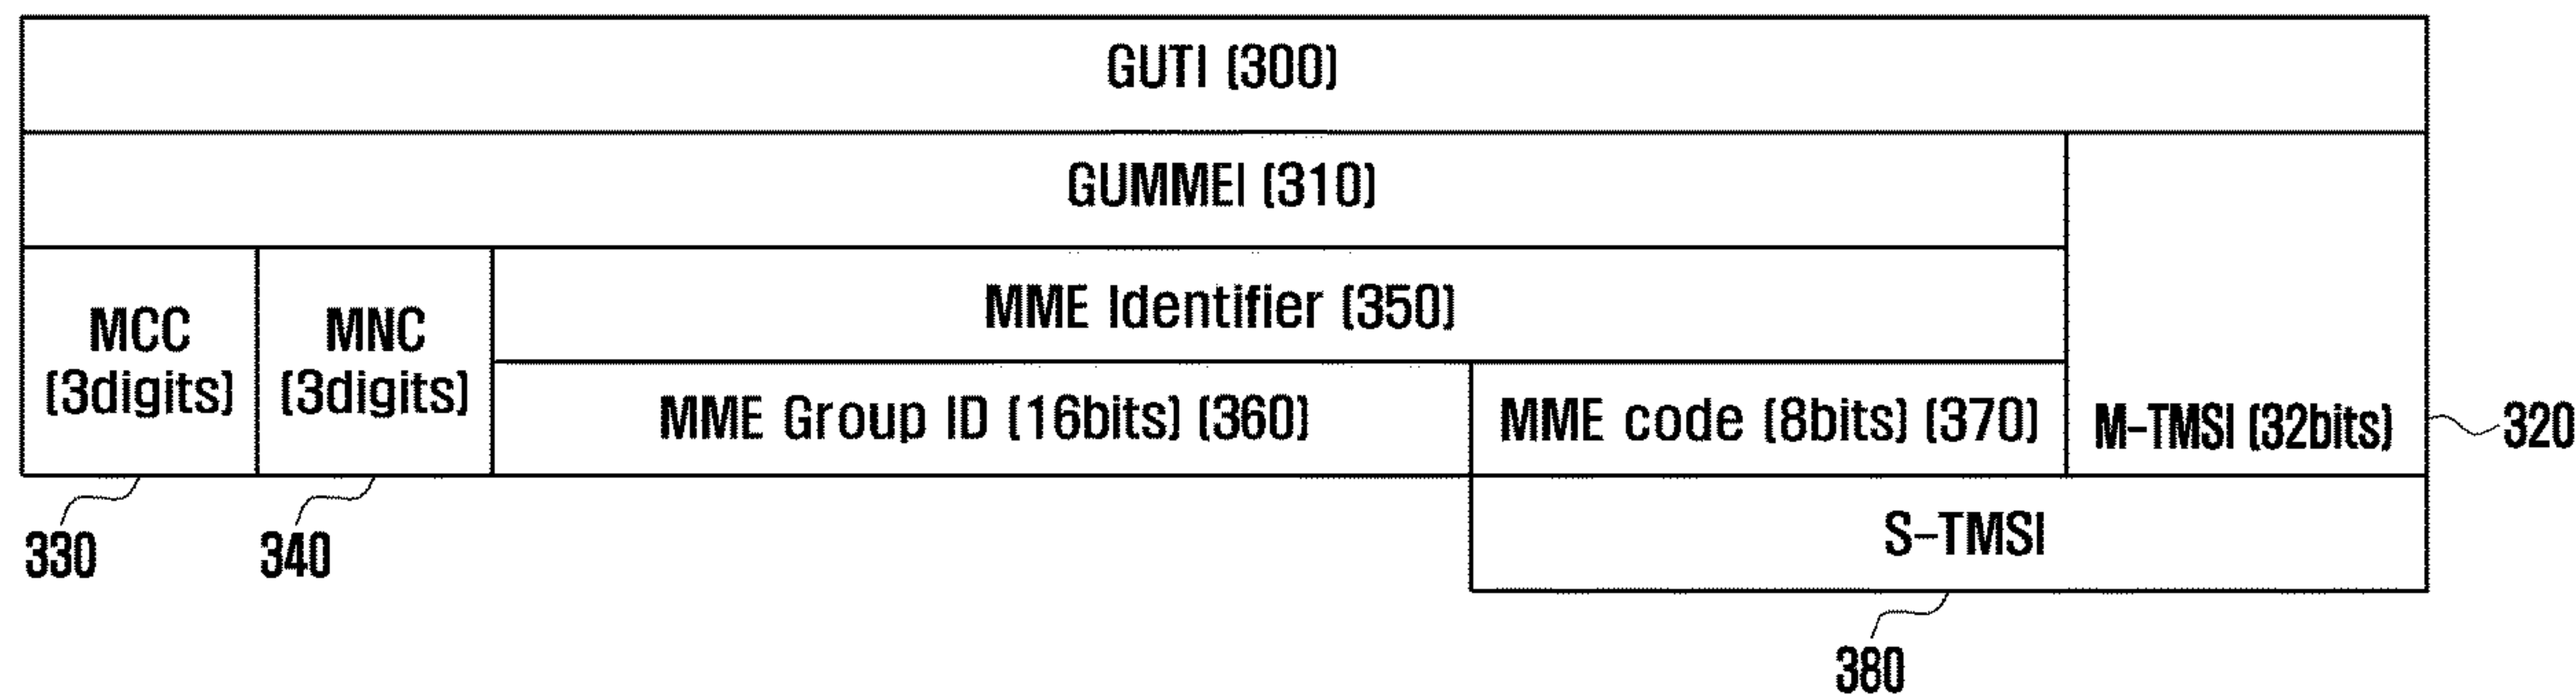 GUTI (300)
GUMMEI (310)
MME Identifier (350)
MCC
(3digits)
MNC
(3digits)
MME Group ID (16bits) (360)
MME code (8bits) (370)
M-TMSI (32bits)
320
330
340
S-TMSI
380